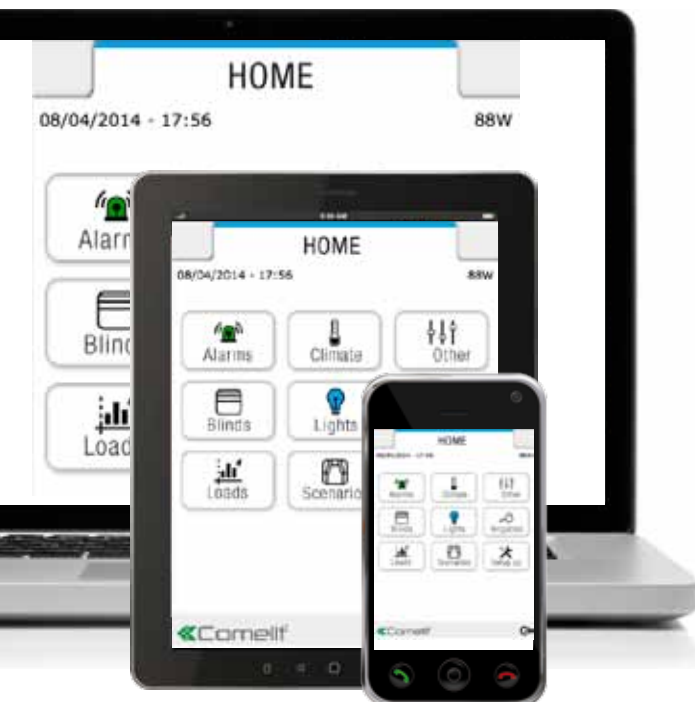 HOME
08/04/2014 - 17:56 88W
Alarm
Blind
Load
HOME
08/04/2014 - 17:56 88W
Alarms Climate Other
Blinds Lights
Loads Scenario
Comelit
HOME
Alarms Climate Other
Blinds Lights
Loads Scenarios
Comelit